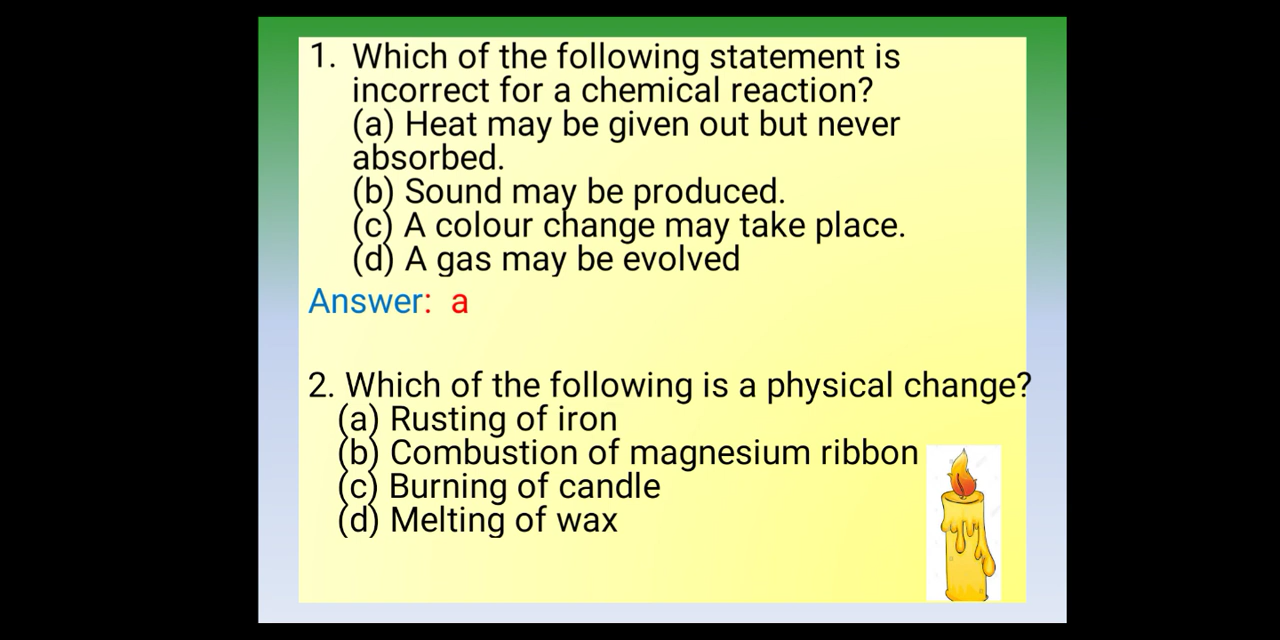 1. Which of the following statement is
incorrect for a chemical reaction?
(a) Heat may be given out but never
absorbed.
(b) Sound may be produced.
(c) A colour change may take place.
(d) A gas may be evolved
Answer: a
2. Which of the following is a physical change?
(a) Rusting of iron
(b) Combustion of magnesium ribbon
(c) Burning of candle
(d) Melting of wax